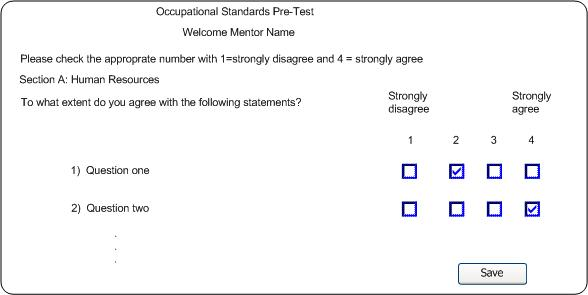 Occupational Standards Pre-Test
Welcome Mentor Name
Please check the approprate number with 1=strongly disagree and 4 = strongly agree
Section A: Human Resources
To what extent do you agree with the following statements?
Strongly disagree
Strongly agree
1 2 3 4
1) Question one
2) Question two
.
.
.
Save